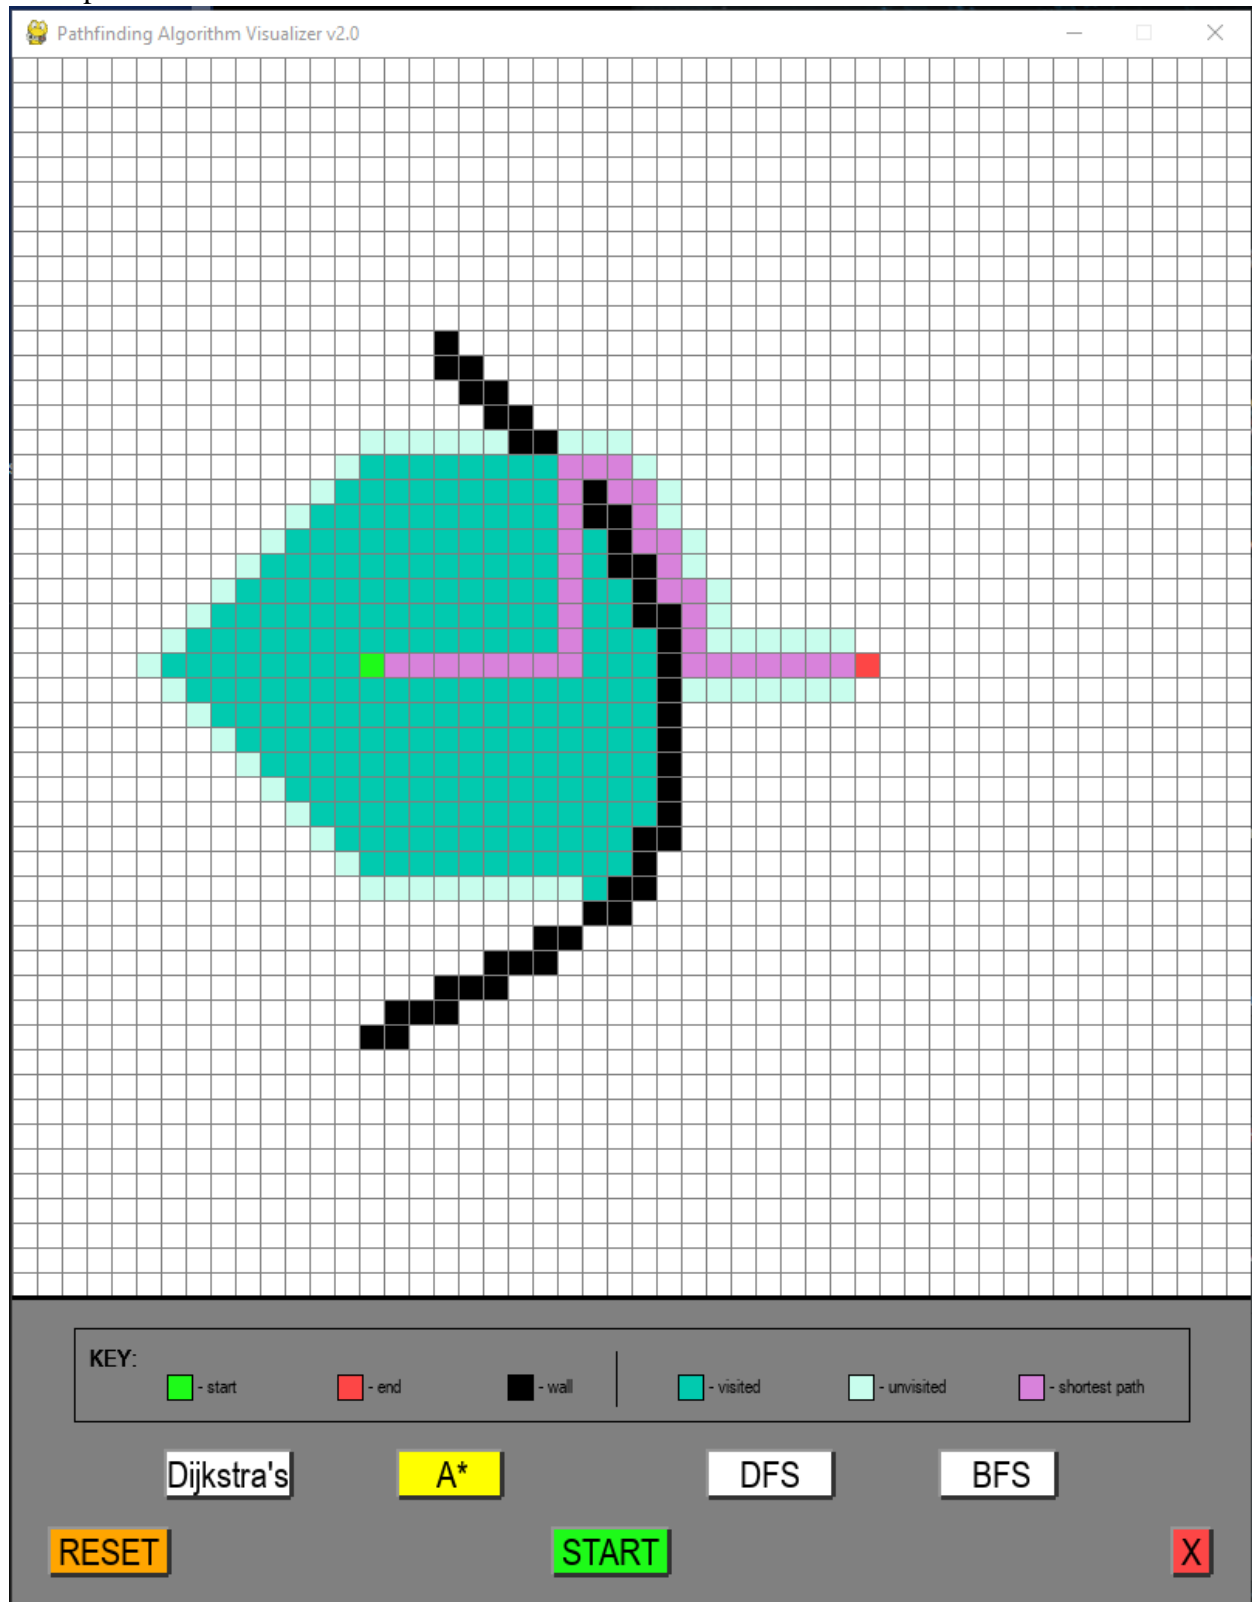 Pathfinding Algorithm Visualizer v2.0
KEY:
- start - end - wall - visited - unvisited - shortest path
Dijkstra's A* DFS BFS
RESET START X